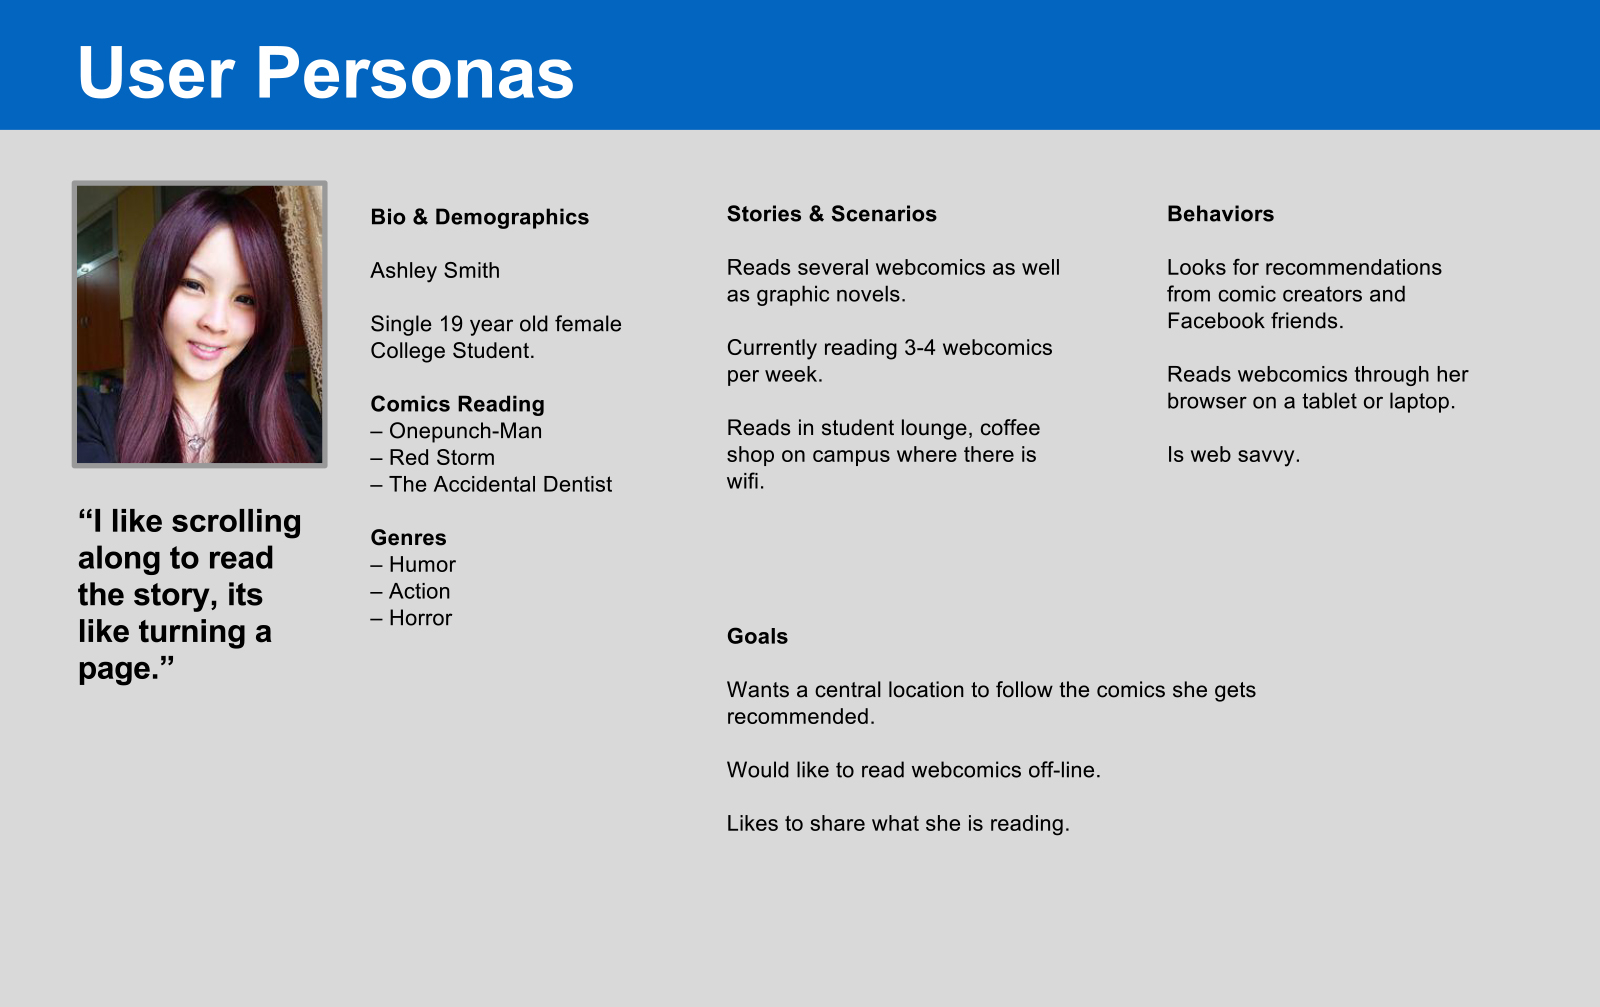 User Personas
“I like scrolling
along to read
the story, its
like turning a
page.”
Bio & Demographics
Ashley Smith
Single 19 year old female
College Student.
Comics Reading
– Onepunch-Man
– Red Storm
– The Accidental Dentist
Genres
– Humor
– Action
– Horror
Stories & Scenarios
Reads several webcomics as well
as graphic novels.
Currently reading 3-4 webcomics
per week.
Reads in student lounge, coffee
shop on campus where there is
wifi.
Behaviors
Looks for recommendations
from comic creators and
Facebook friends.
Reads webcomics through her
browser on a tablet or laptop.
Is web savvy.
Goals
Wants a central location to follow the comics she gets
recommended.
Would like to read webcomics off-line.
Likes to share what she is reading.